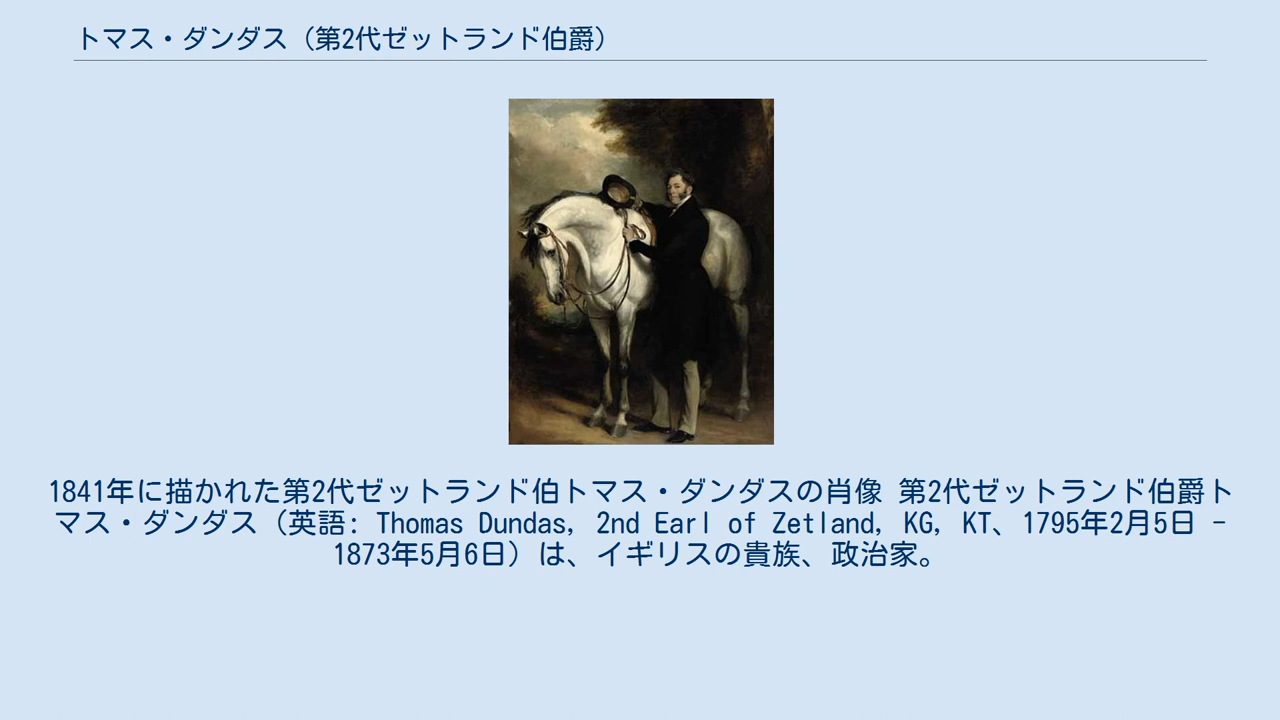 トマス・ダンダス（第2代ゼットランド伯爵）
1841年に描かれた第2代ゼットランド伯トマス・ダンダスの肖像 第2代ゼットランド伯爵ト
マス・ダンダス（英語: Thomas Dundas, 2nd Earl of Zetland, KG, KT、1795年2月5日 -
1873年5月6日）は、イギリスの貴族、政治家。